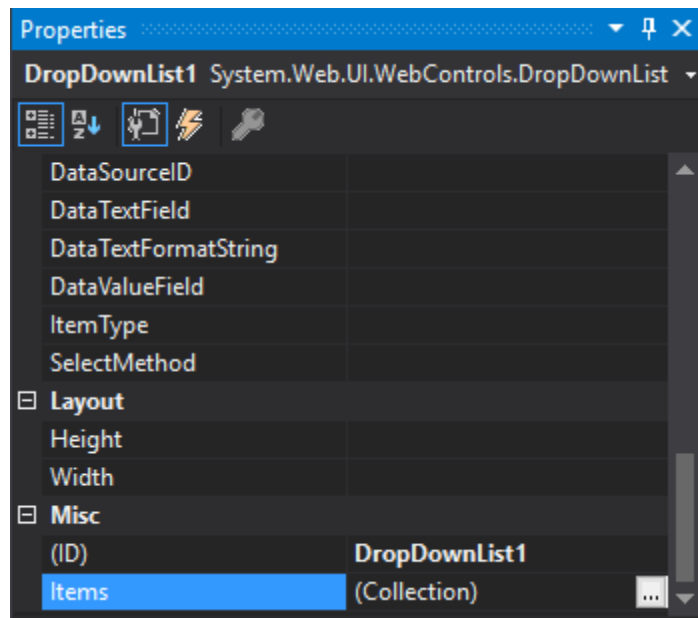 Properties
DropDownList1 System.Web.UI.WebControls.DropDownList
DataSourceID
DataTextField
DataTextFormatString
DataValueField
ItemType
SelectMethod
Layout
Height
Width
Misc
(ID) DropDownList1
Items (Collection) ...